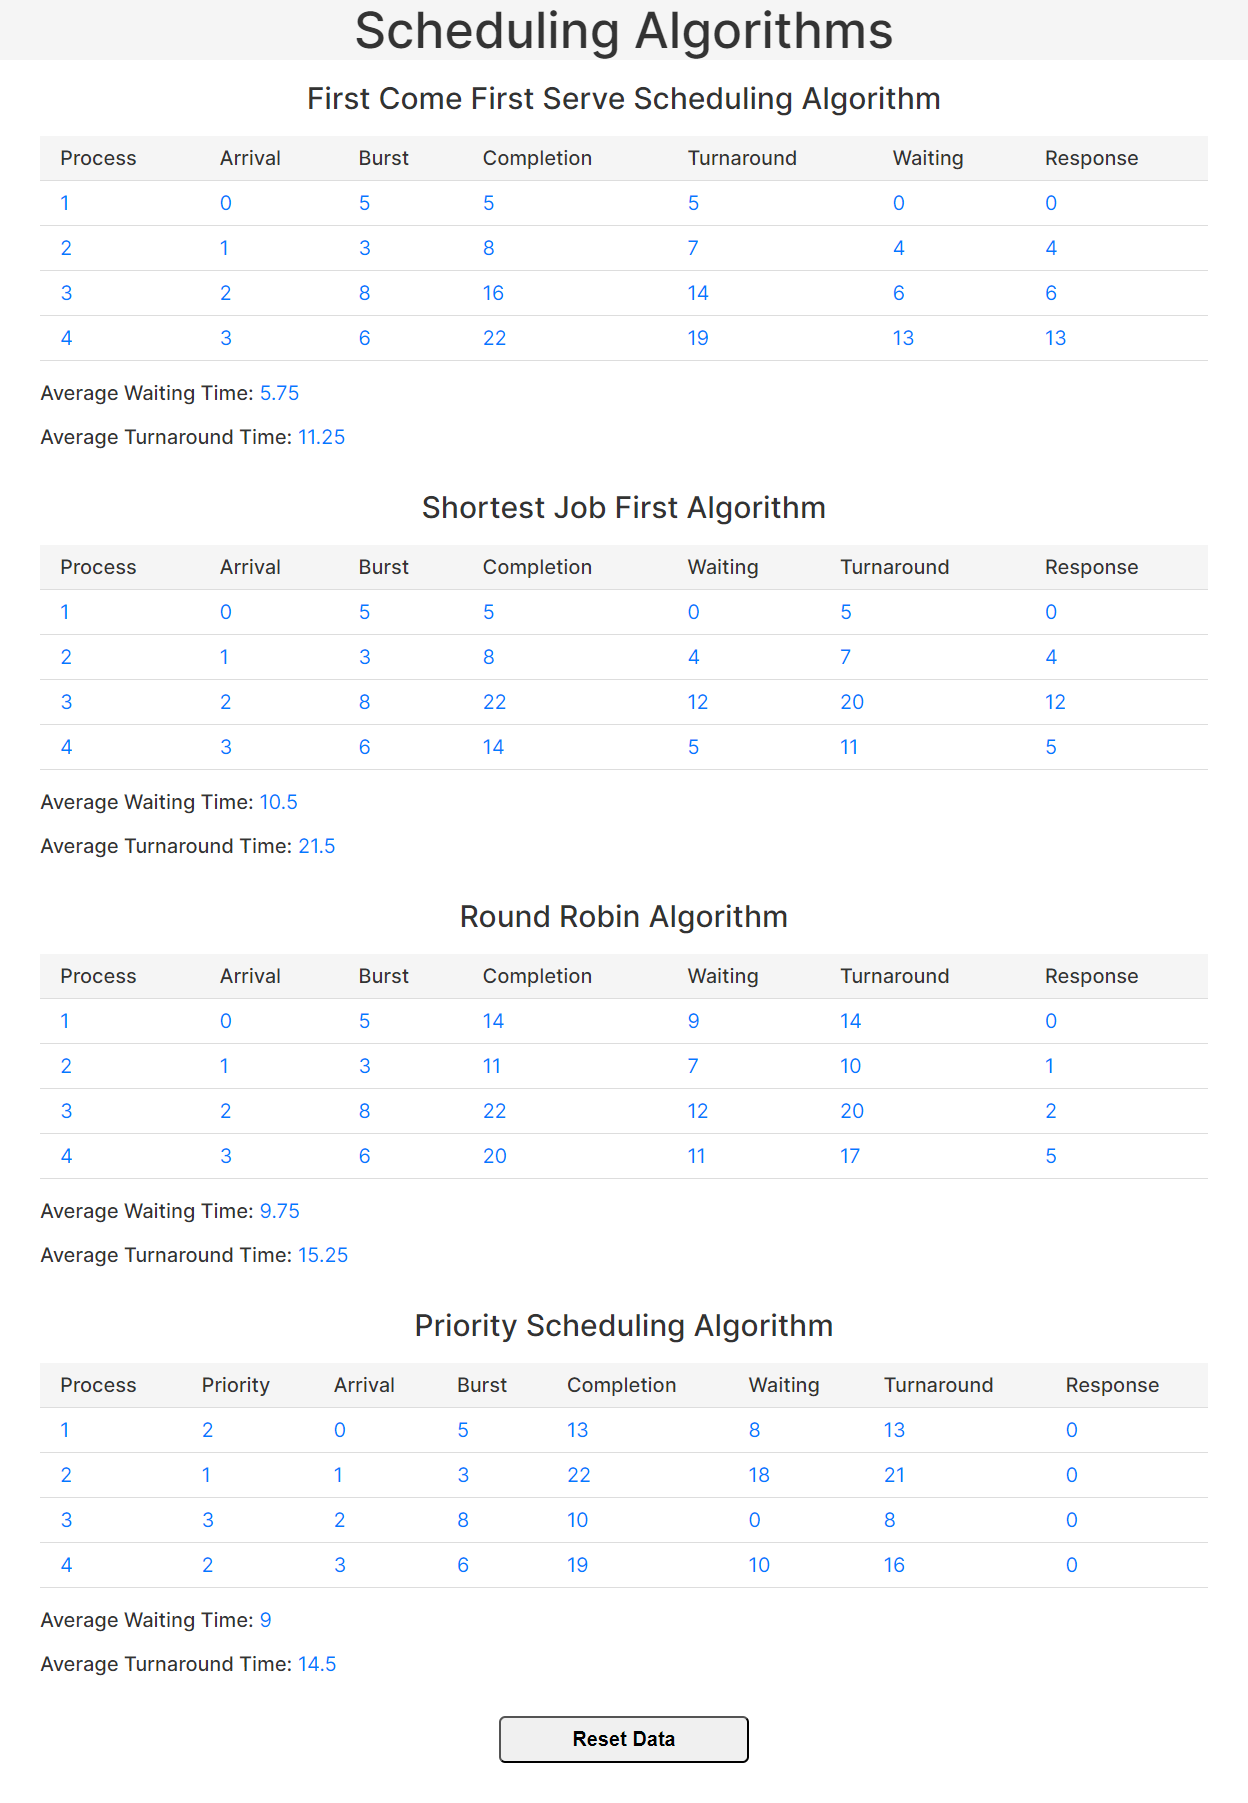 Scheduling Algorithms
First Come First Serve Scheduling Algorithm
Process Arrival Burst Completion Turnaround Waiting Response
1 0 5 5 5 0 0
2 1 3 8 7 4 4
3 2 8 16 14 6 6
4 3 6 22 19 13 13
Average Waiting Time: 5.75
Average Turnaround Time: 11.25
Shortest Job First Algorithm
Process Arrival Burst Completion Waiting Turnaround Response
1 0 5 5 0 5 0
2 1 3 8 4 7 4
3 2 8 22 12 20 12
4 3 6 14 5 11 5
Average Waiting Time: 10.5
Average Turnaround Time: 21.5
Round Robin Algorithm
Process Arrival Burst Completion Waiting Turnaround Response
1 0 5 14 9 14 0
2 1 3 11 7 10 1
3 2 8 22 12 20 2
4 3 6 20 11 17 5
Average Waiting Time: 9.75
Average Turnaround Time: 15.25
Priority Scheduling Algorithm
Process Priority Arrival Burst Completion Waiting Turnaround Response
1 2 0 5 13 8 13 0
2 1 1 3 22 18 21 0
3 3 2 8 10 0 8 0
4 2 3 6 19 10 16 0
Average Waiting Time: 9
Average Turnaround Time: 14.5
Reset Data